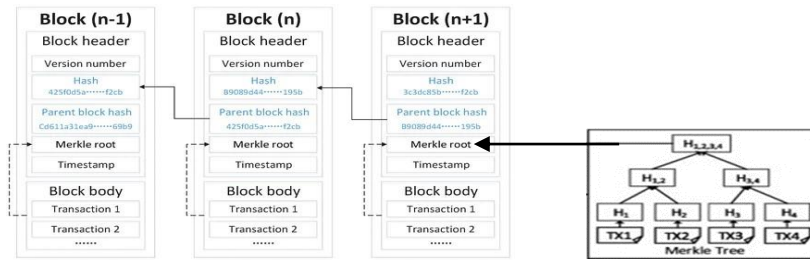 Block (n-1)
Block header
Version number
Hash
425f0d5a······f2cb
Parent block hash
Cd611a31ea9······69b9
Merkle root
Timestamp
Block body
Transaction 1
Transaction 2
······
Block (n)
Block header
Version number
Hash
B9089d44······195b
Parent block hash
425f0d5a······f2cb
Merkle root
Timestamp
Block body
Transaction 1
Transaction 2
······
Block (n+1)
Block header
Version number
Hash
3c3dc85b······f2cb
Parent block hash
B9089d44······195b
Merkle root
Timestamp
Block body
Transaction 1
Transaction 2
······
H1,2,3,4
H1,2 H3,4
H1 H2 H3 H4
TX1 TX2 TX3 TX4
Merkle Tree